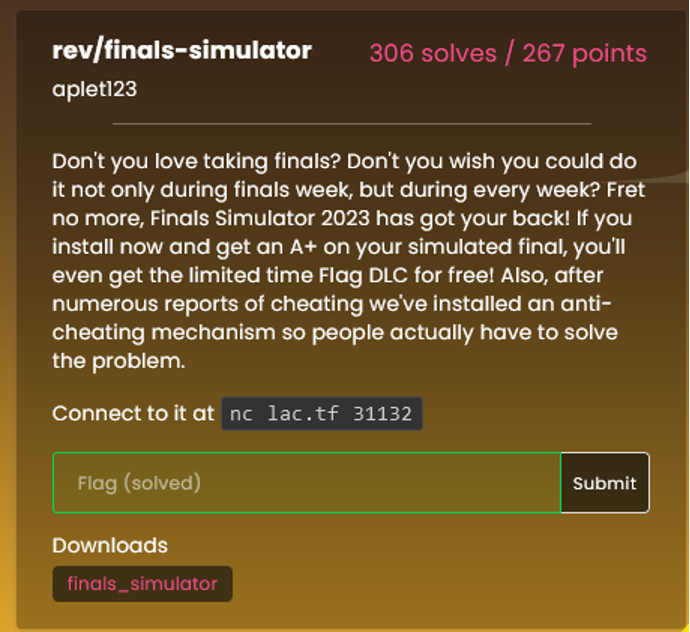 rev/finals-simulator
306 solves / 267 points
aplet123
Don't you love taking finals? Don't you wish you could do
it not only during finals week, but during every week? Fret
no more, Finals Simulator 2023 has got your back! If you
install now and get an A+ on your simulated final, you'll
even get the limited time Flag DLC for free! Also, after
numerous reports of cheating we've installed an anti-
cheating mechanism so people actually have to solve
the problem.
Connect to it at nc lac.tf 31132
Flag (solved)
Submit
Downloads
finals_simulator